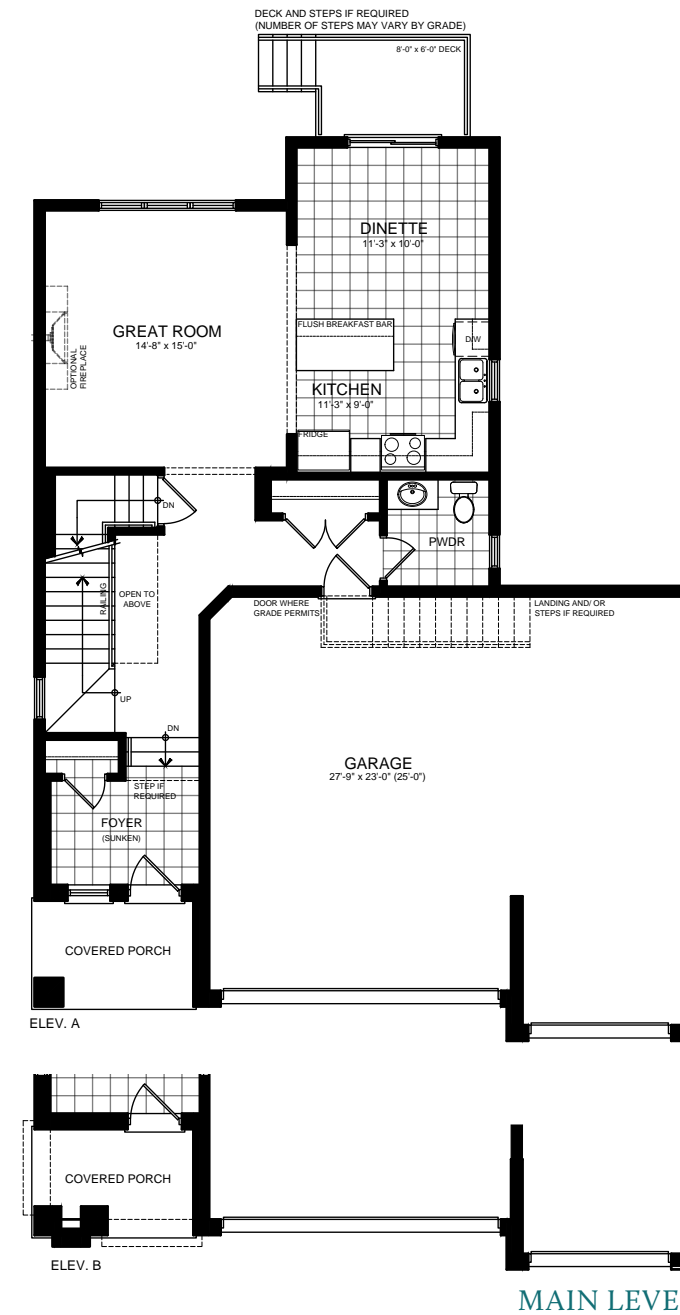 DECK AND STEPS IF REQUIRED
(NUMBER OF STEPS MAY VARY BY GRADE)
8'-0" x 6'-0" DECK
DINETTE
11'-3" x 10'-0"
GREAT ROOM
14'-8" x 15'-0"
OPTIONAL
FIREPLACE
FLUSH BREAKFAST BAR
D/W
KITCHEN
11'-3" x 9'-0"
FRIDGE
DN
PWDR
RAILING
OPEN TO
ABOVE
DOOR WHERE
GRADE PERMITS
LANDING AND/ OR
STEPS IF REQUIRED
UP
DN
GARAGE
27'-9" x 23'-0" (25'-0")
STEP IF
REQUIRED
FOYER
(SUNKEN)
COVERED PORCH
ELEV. A
COVERED PORCH
ELEV. B
MAIN LEVE